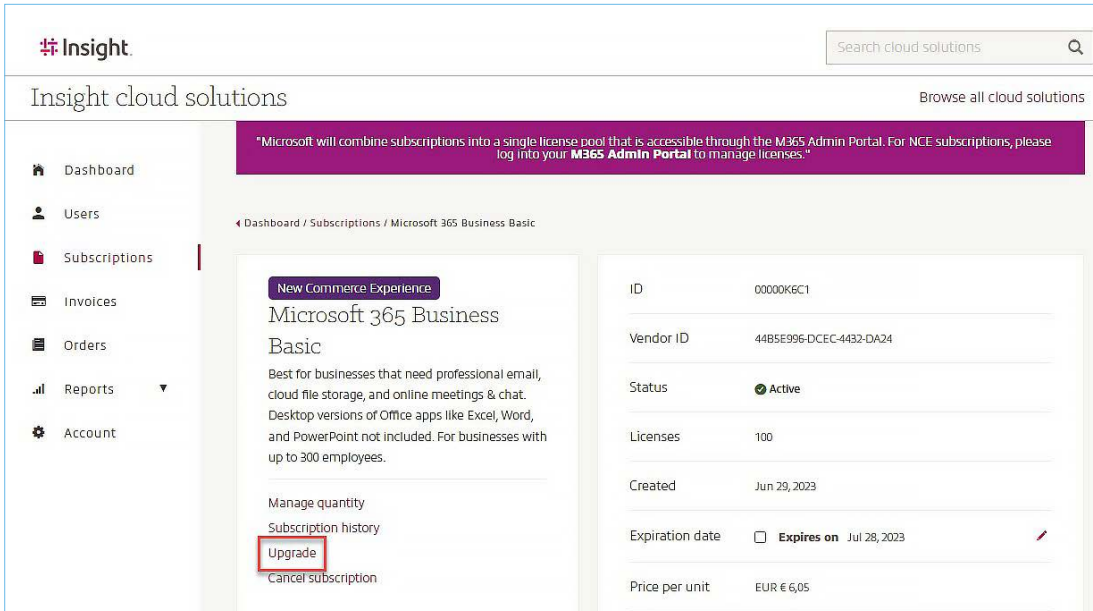 Insight.
Search cloud solutions
Insight cloud solutions
Browse all cloud solutions
"Microsoft will combine subscriptions into a single license pool that is accessible through the M365 Admin Portal. For NCE subscriptions, please
log into your M365 Admin Portal to manage licenses."
Dashboard
Users
Subscriptions
Invoices
Orders
Reports
Account
Dashboard / Subscriptions / Microsoft 365 Business Basic
New Commerce Experience
Microsoft 365 Business
Basic
Best for businesses that need professional email,
cloud file storage, and online meetings & chat.
Desktop versions of Office apps like Excel, Word,
and PowerPoint not included. For businesses with
up to 300 employees.
Manage quantity
Subscription history
Upgrade
Cancel subscription
ID 00000K6C1
Vendor ID 44B5E996-DCEC-4432-DA24
Status Active
Licenses 100
Created Jun 29, 2023
Expiration date Expires on Jul 28, 2023
Price per unit EUR € 6,05